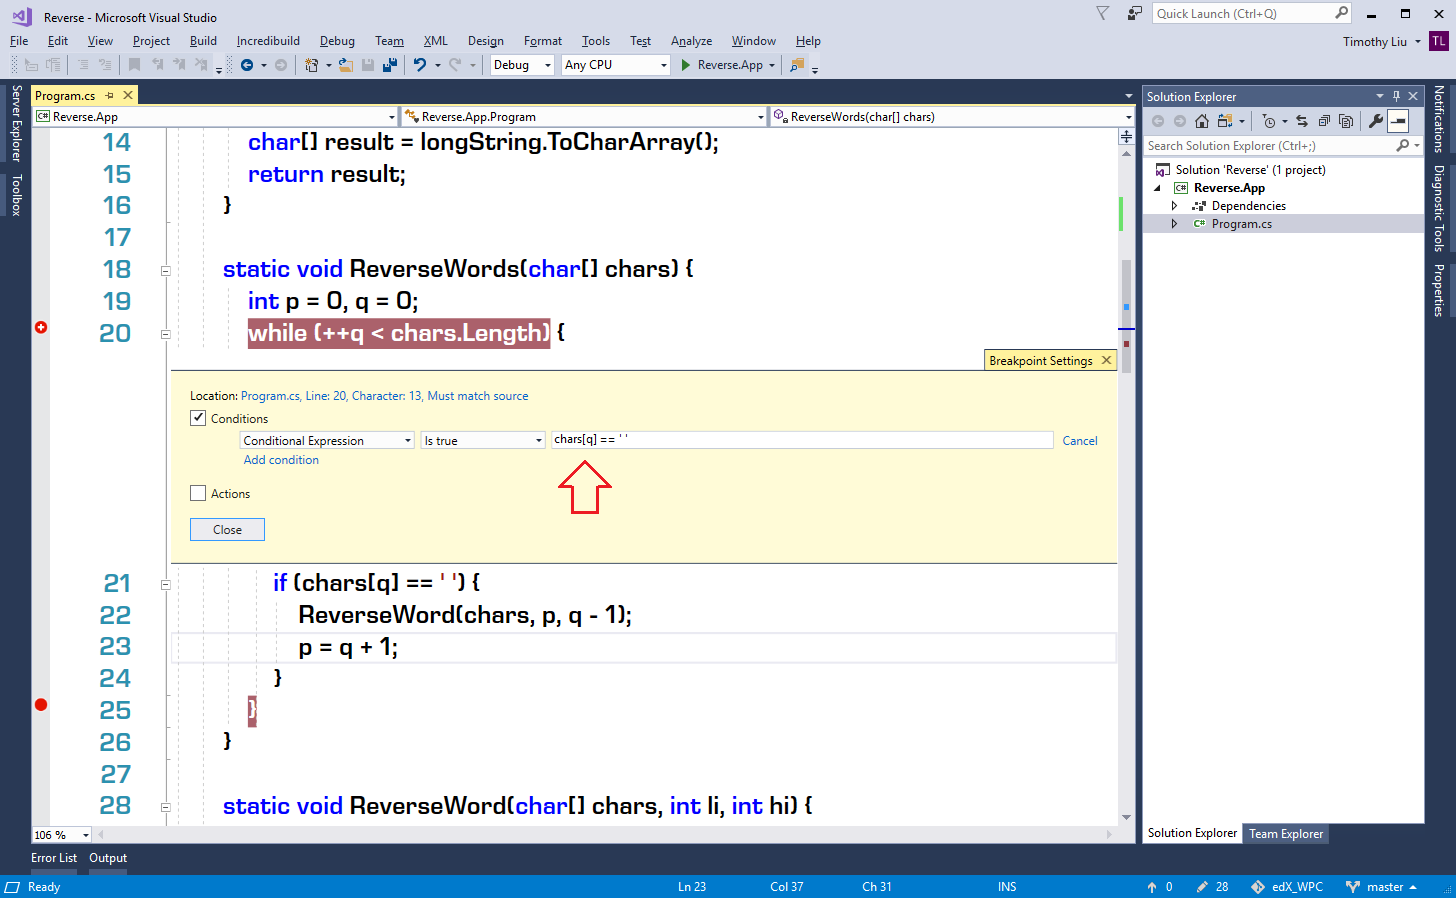 Reverse - Microsoft Visual Studio
Quick Launch (Ctrl+Q)
File Edit View Project Build Incredibuild Debug Team XML Design Format Tools Test Analyze Window Help
Timothy Liu TL
Debug Any CPU Reverse.App
Server Explorer
Toolbox
Program.cs
Reverse.App Reverse.App.Program ReverseWords(char[] chars)
14 char[] result = longString.ToCharArray();
15 return result;
16 }
17
18 static void ReverseWords(char[] chars) {
19 int p = 0, q = 0;
20 while (++q < chars.Length) {
Breakpoint Settings
Location: Program.cs, Line: 20, Character: 13, Must match source
Conditions
Conditional Expression Is true chars[q] == ' ' Cancel
Add condition
Actions
Close
21 if (chars[q] == ' ') {
22 ReverseWord(chars, p, q - 1);
23 p = q + 1;
24 }
25 }
26 }
27
28 static void ReverseWord(char[] chars, int li, int hi) {
106 %
Solution Explorer
Search Solution Explorer (Ctrl+;)
Solution 'Reverse' (1 project)
C# Reverse.App
Dependencies
C# Program.cs
Solution Explorer Team Explorer
Notifications
Diagnostic Tools
Properties
Error List Output
Ready Ln 23 Col 37 Ch 31 INS 0 28 edX_WPC master